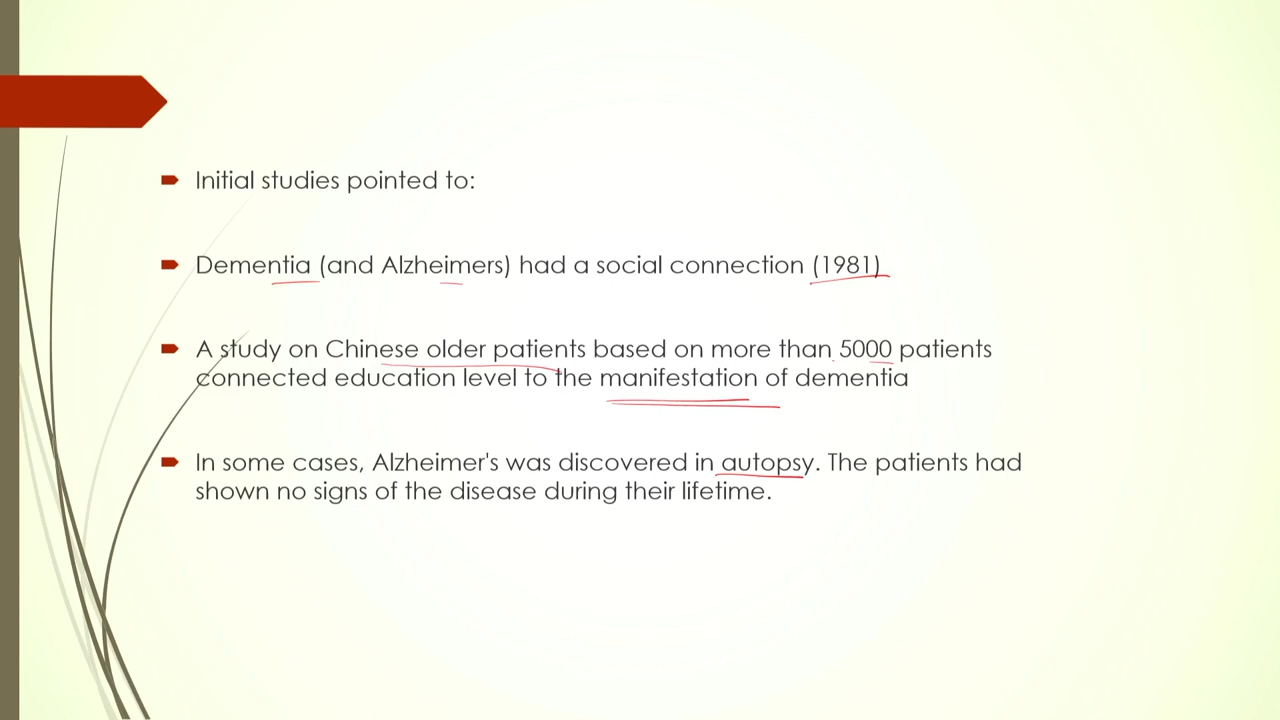 Initial studies pointed to:
Dementia (and Alzheimers) had a social connection (1981)
A study on Chinese older patients based on more than 5000 patients
connected education level to the manifestation of dementia
In some cases, Alzheimer's was discovered in autopsy. The patients had
shown no signs of the disease during their lifetime.